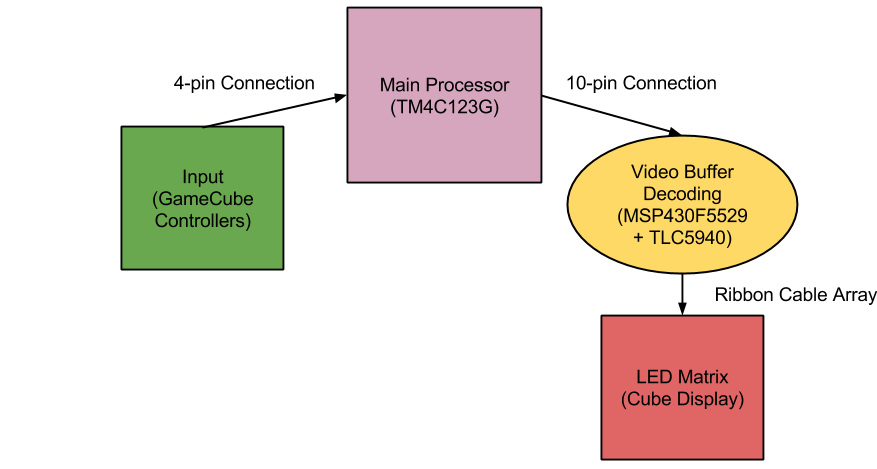 4-pin Connection
Main Processor
(TM4C123G)
10-pin Connection
Input
(GameCube
Controllers)
Video Buffer
Decoding
(MSP430F5529
+ TLC5940)
Ribbon Cable Array
LED Matrix
(Cube Display)